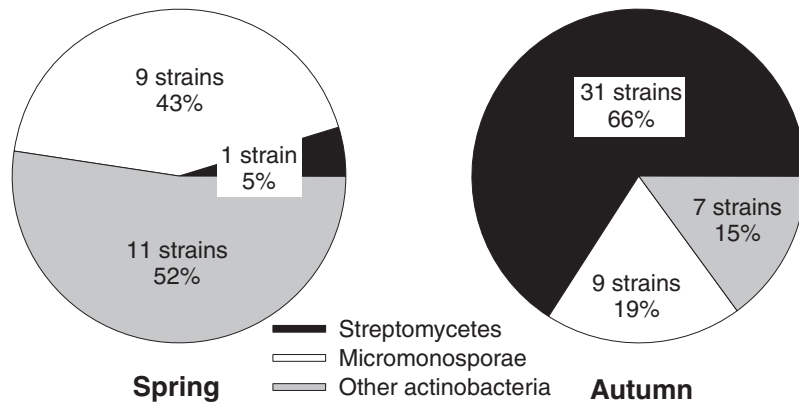 9 strains
43%
1 strain
5%
11 strains
52%
Spring
31 strains
66%
7 strains
15%
9 strains
19%
Autumn
Streptomycetes
Micromonosporae
Other actinobacteria